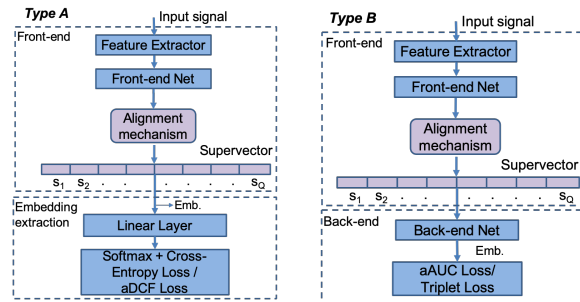 Type A
Input signal
Front-end
Feature Extractor
Front-end Net
Alignment
mechanism
Supervector
s1 s2 . . . . . sQ
Embedding
extraction
Emb.
Linear Layer
Softmax + Cross-
Entropy Loss /
aDCF Loss
Type B
Input signal
Front-end
Feature Extractor
Front-end Net
Alignment
mechanism
Supervector
s1 s2 . . . . . sQ
Back-end
Back-end Net
Emb.
aAUC Loss/
Triplet Loss